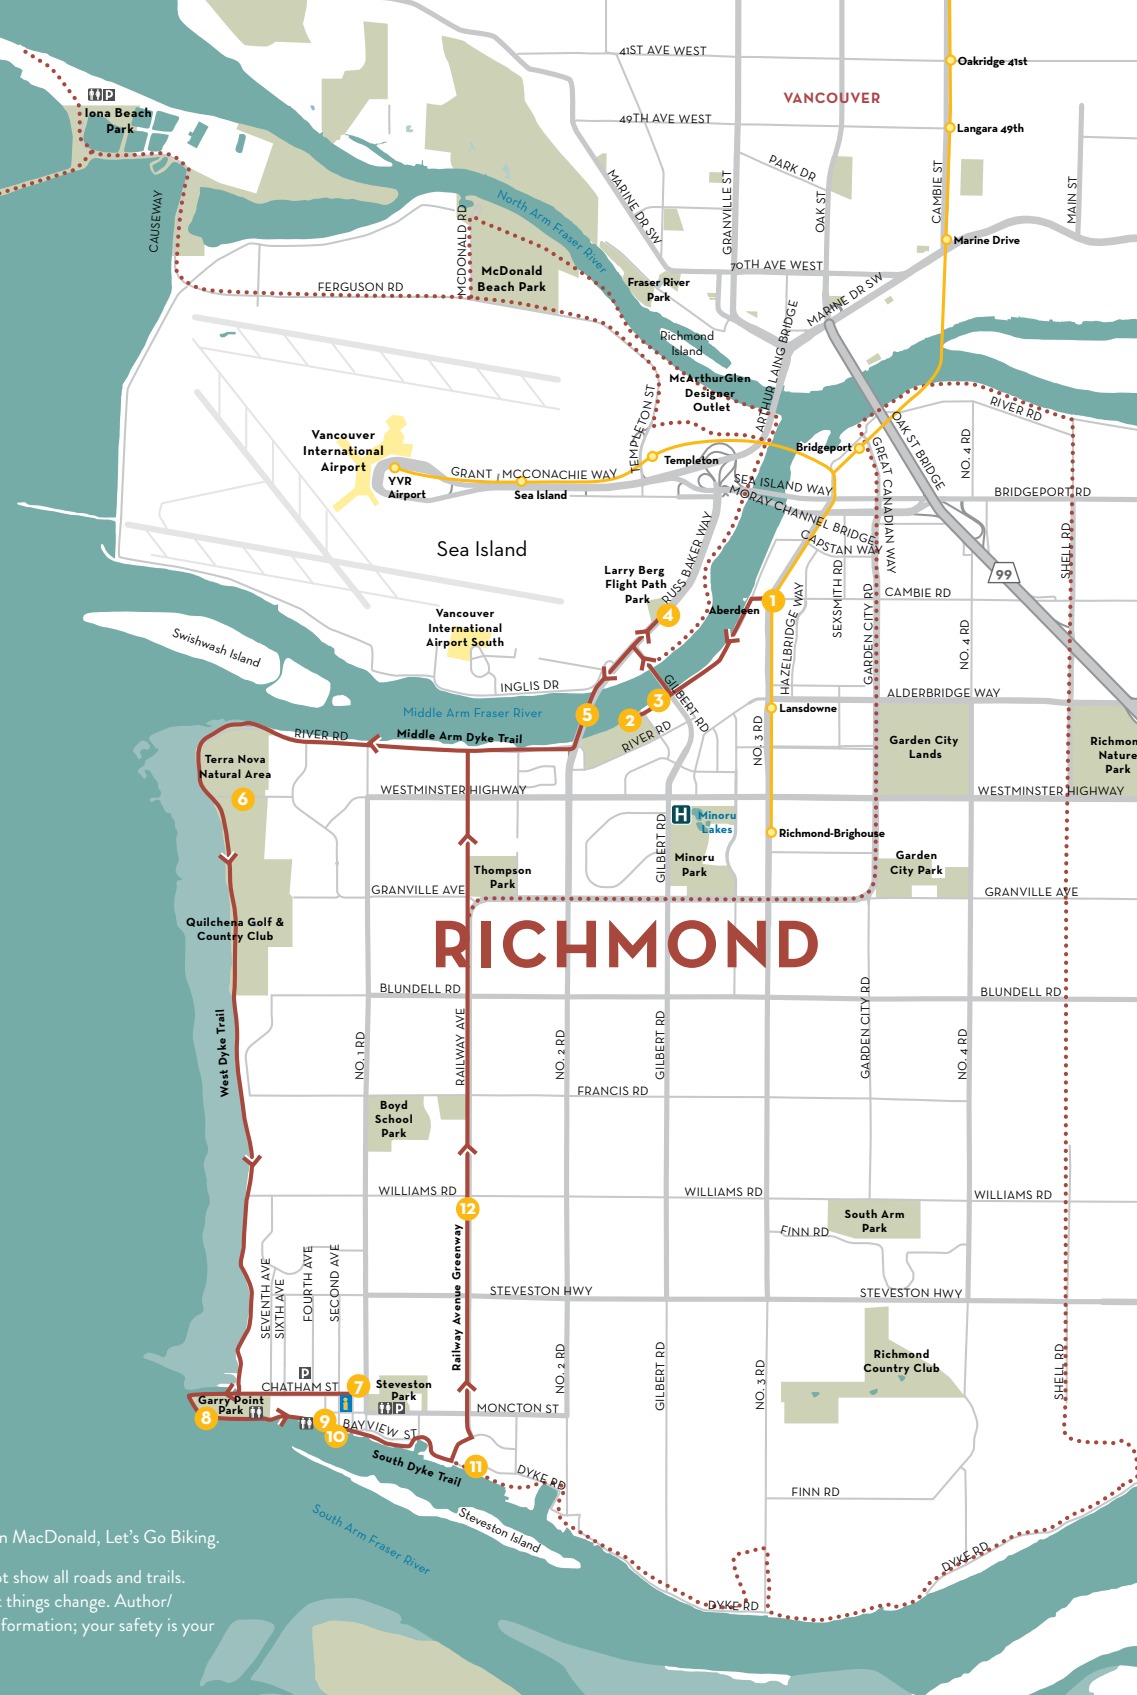 41ST AVE WEST
Oakridge 41st
VANCOUVER
P
Iona Beach
Park
49TH AVE WEST
Langara 49th
PARK DR
MARINE DR SW
GRANVILLE ST
OAK ST
CAMBIE ST
MAIN ST
CAUSEWAY
MCDONALD RD
North Arm Fraser River
Marine Drive
70TH AVE WEST
McDonald
Beach Park
Fraser River
Park
FERGUSON RD
MARINE DR SW
Richmond
Island
ARTHUR LAING BRIDGE
McArthurGlen
Designer
Outlet
TEMPLETON ST
RIVER RD
OAK ST BRIDGE
Vancouver
International
Airport
Bridgeport
GREAT CANADIAN WAY
NO. 4 RD
Templeton
GRANT MCCONACHIE WAY
YVR
Airport
Sea Island
SEA ISLAND WAY
BRIDGEPORT RD
MORAY CHANNEL BRIDGE
CAPSTAN WAY
RUSS BAKER WAY
SHELL RD
Sea Island
99
Larry Berg
Flight Path
Park
SEXSMITH RD
GARDEN CITY RD
CAMBIE RD
1
Aberdeen
HAZELBRIDGE WAY
4
Vancouver
International
Airport South
NO. 4 RD
Swishwash Island
INGLIS DR
GILBERT RD
ALDERBRIDGE WAY
3
Middle Arm Fraser River
5
2
Lansdowne
RIVER RD
Middle Arm Dyke Trail
RIVER RD
NO. 3 RD
Garden City
Lands
Richmon
Nature
Park
Terra Nova
Natural Area
6
WESTMINSTER HIGHWAY
WESTMINSTER HIGHWAY
H
Minoru
Lakes
GILBERT RD
Richmond-Brighouse
Minoru
Park
Garden
City Park
Thompson
Park
GRANVILLE AVE
GRANVILLE AVE
Quilchena Golf &
Country Club
RICHMOND
BLUNDELL RD
BLUNDELL RD
West Dyke Trail
NO. 1 RD
RAILWAY AVE
NO. 2 RD
GILBERT RD
GARDEN CITY RD
NO. 4 RD
FRANCIS RD
Boyd
School
Park
WILLIAMS RD
WILLIAMS RD
WILLIAMS RD
12
South Arm
Park
FINN RD
SEVENTH AVE
SIXTH AVE
FOURTH AVE
SECOND AVE
Railway Avenue Greenway
STEVESTON HWY
STEVESTON HWY
NO. 2 RD
GILBERT RD
NO. 3 RD
Richmond
Country Club
SHELL RD
P
CHATHAM ST
7
Steveston
Park
P
i
Garry Point
Park
8
MONCTON ST
9
10
BAYVIEW ST
South Dyke Trail
11
DYKE RD
FINN RD
Steveston Island
South Arm Fraser River
DYKE RD
DYKE RD
n MacDonald, Let's Go Biking.
ot show all roads and trails.
t things change. Author/
formation; your safety is your